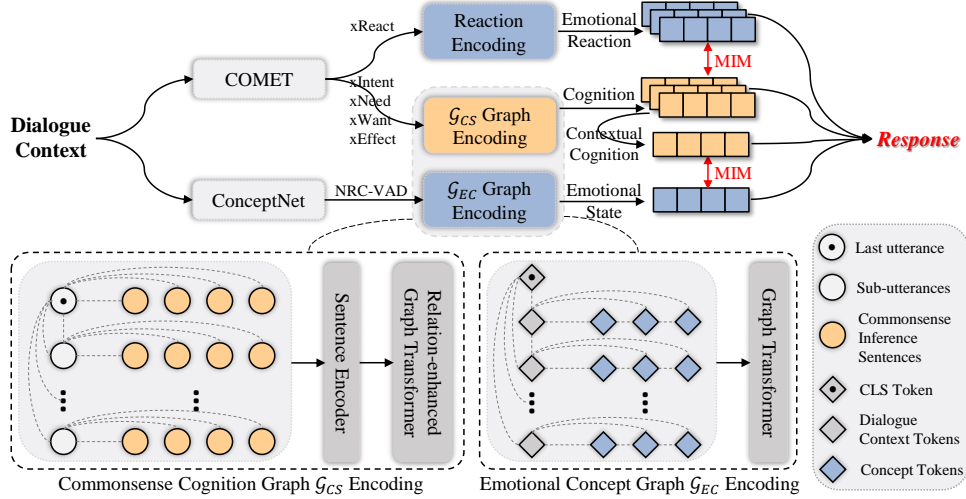 xReact
Reaction
Encoding
Emotional
Reaction
MIM
COMET
xIntent
xNeed
xWant
xEffect
𝒢CS Graph
Encoding
Cognition
Contextual
Cognition
Dialogue
Context
Response
MIM
ConceptNet
NRC-VAD
𝒢EC Graph
Encoding
Emotional
State
Sentence Encoder
Relation-enhanced
Graph Transformer
Commonsense Cognition Graph 𝒢CS Encoding
Graph Transformer
Emotional Concept Graph 𝒢EC Encoding
Last utterance
Sub-utterances
Commonsense
Inference
Sentences
CLS Token
Dialogue
Context Tokens
Concept Tokens